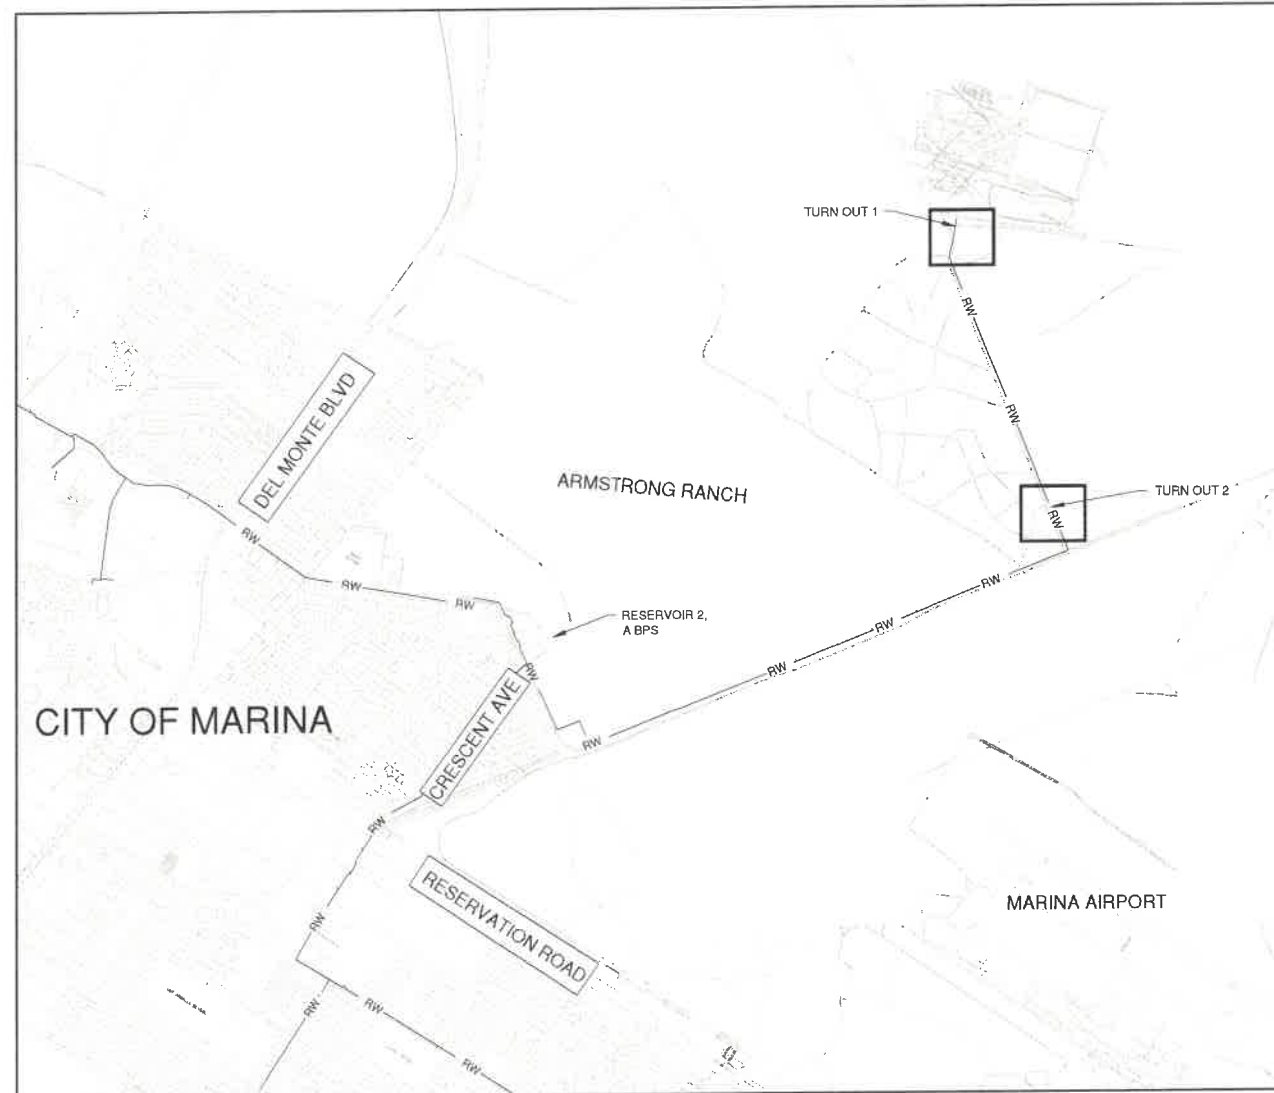 TURN OUT 1
RW
DEL MONTE BLVD
RW
ARMSTRONG RANCH
TURN OUT 2
RW
RW
RW
RW
RW
RW
RESERVOIR 2,
A BPS
RW
RW
RW
CITY OF MARINA
CRESCENT AVE
RW
RW
RESERVATION ROAD
MARINA AIRPORT
RW
RW
RW
RW